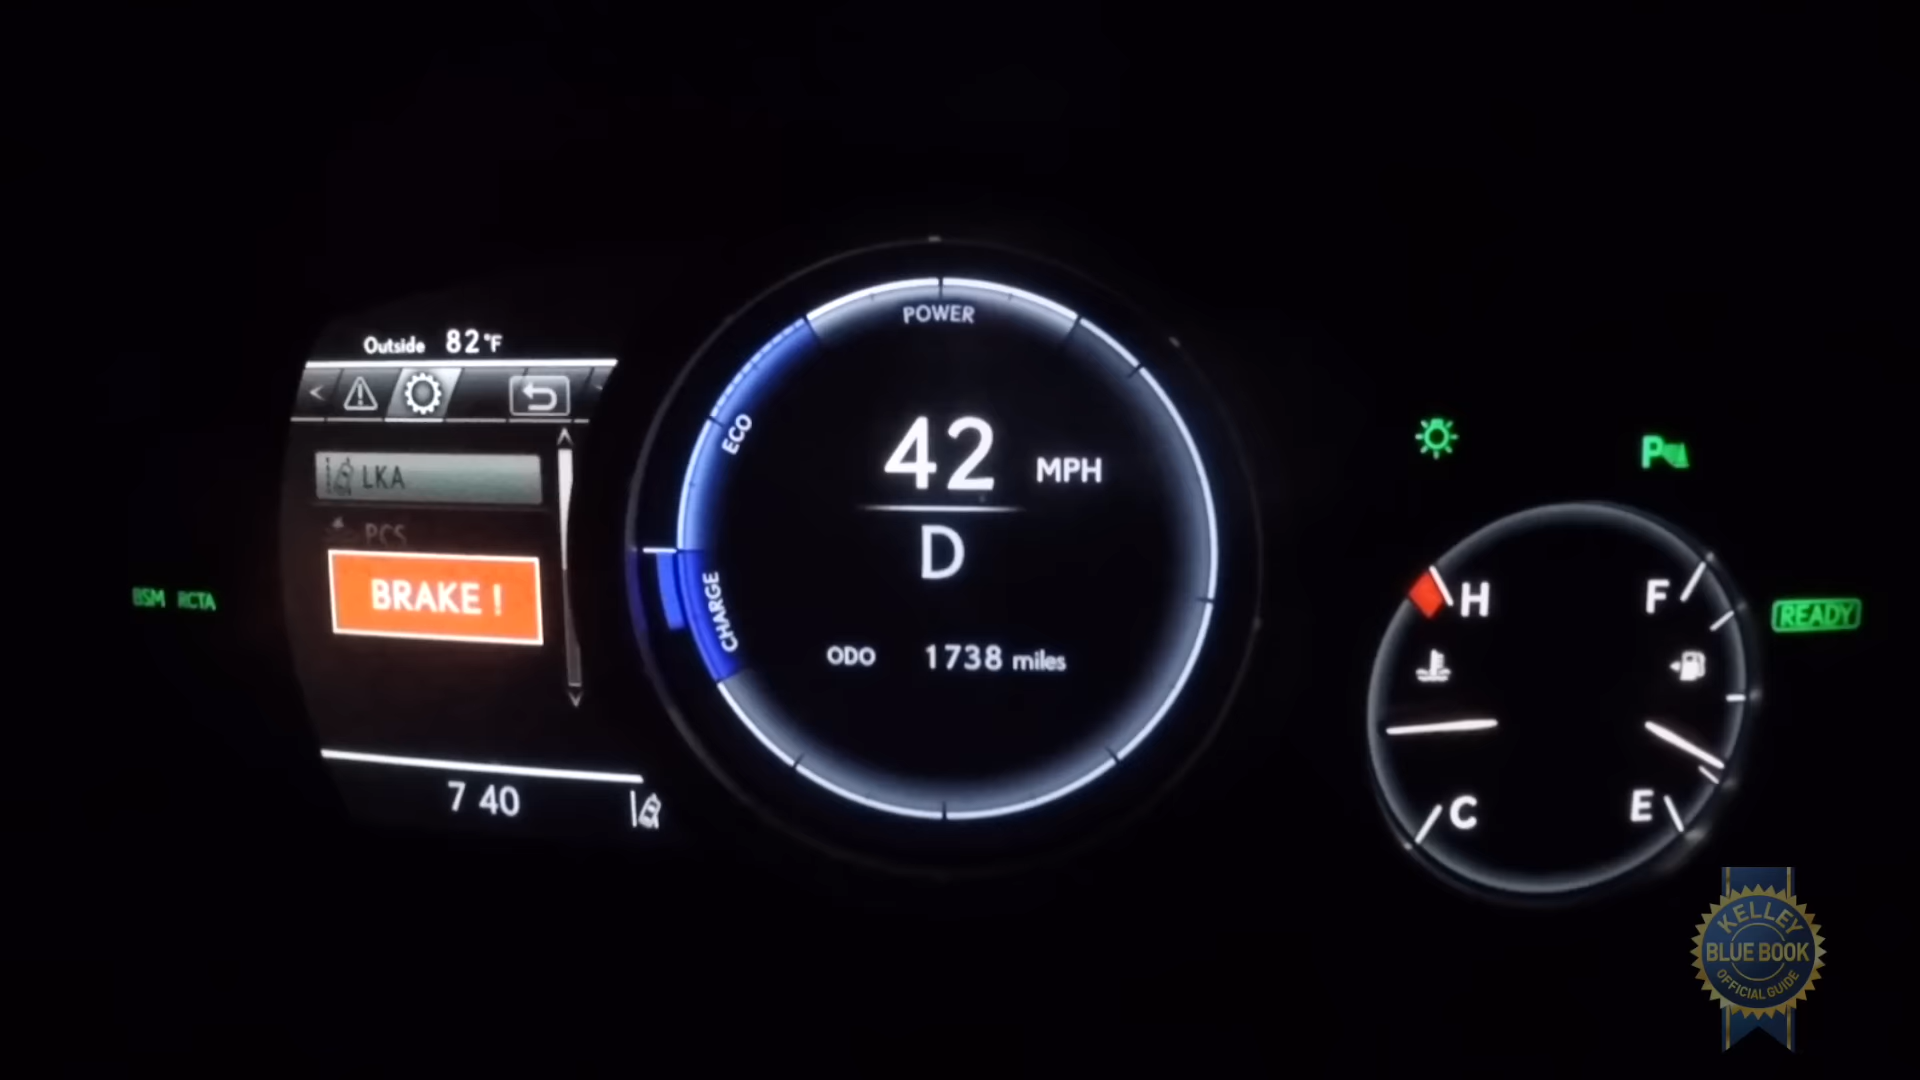 Outside 82°F
LKA
PCS
BRAKE !
7 40
BSM RCTA
POWER
ECO
CHARGE
42 MPH
D
ODO 1738 miles
P
H
C
F
E
READY
KELLEY
BLUE BOOK
OFFICIAL GUIDE